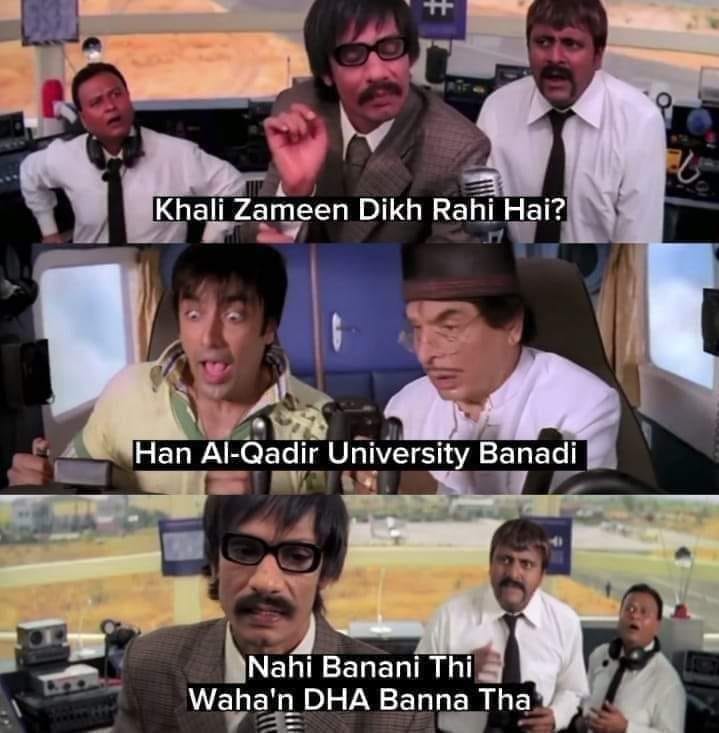 Khali Zameen Dikh Rahi Hai?
Han Al-Qadir University Banadi
Nahi Banani Thi
Waha'n DHA Banna Tha